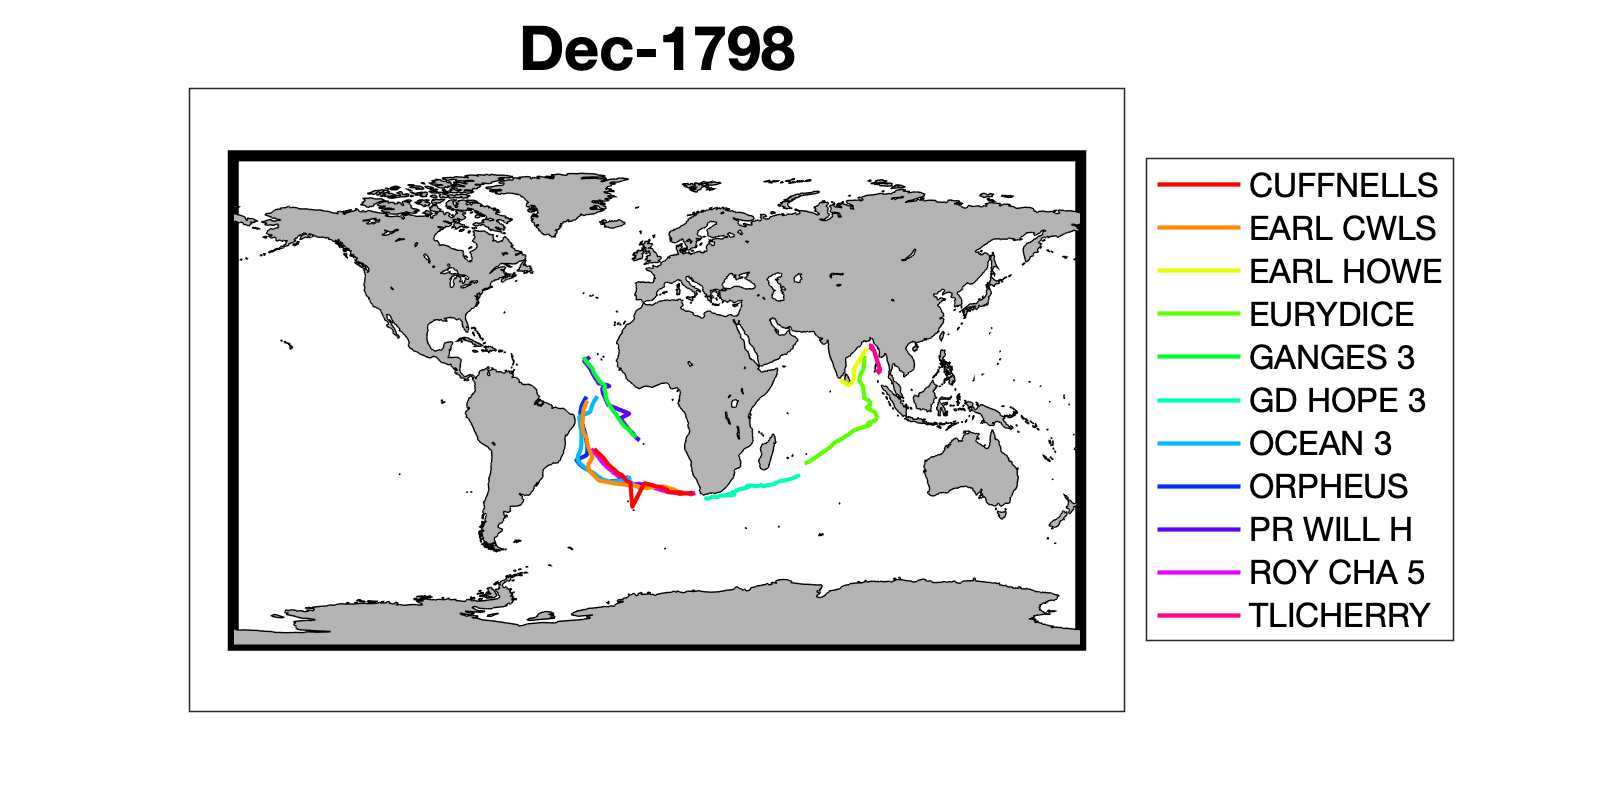 Dec-1798
CUFFNELLS
EARL CWLS
EARL HOWE
EURYDICE
GANGES 3
GD HOPE 3
OCEAN 3
ORPHEUS
PR WILL H
ROY CHA 5
TLICHERRY